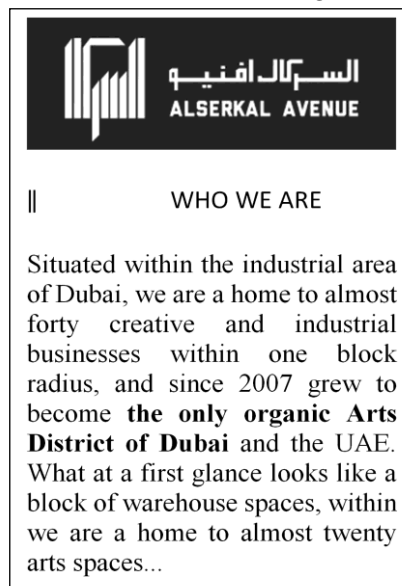 السركال اڤنيو
ALSERKAL AVENUE
|| WHO WE ARE
Situated within the industrial area
of Dubai, we are a home to almost
forty creative and industrial
businesses within one block
radius, and since 2007 grew to
become the only organic Arts
District of Dubai and the UAE.
What at a first glance looks like a
block of warehouse spaces, within
we are a home to almost twenty
arts spaces...